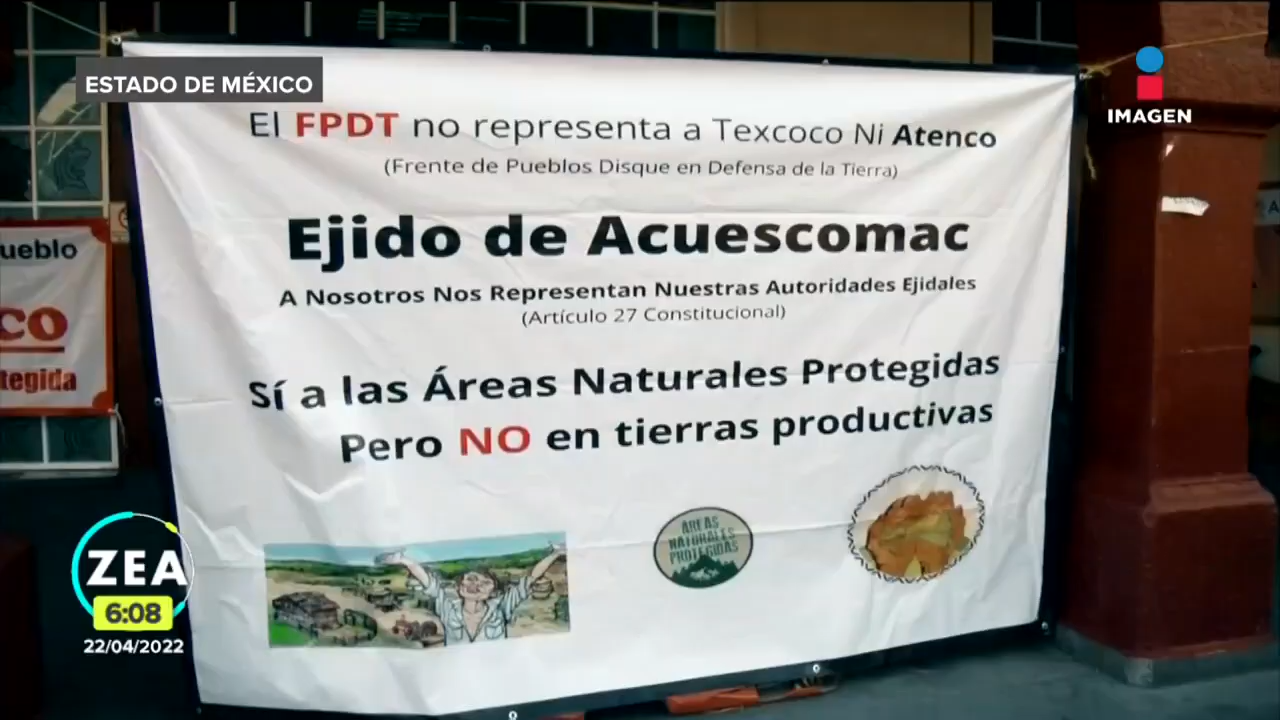 ESTADO DE MÉXICO
IMAGEN
El FPDT no representa a Texcoco Ni Atenco
(Frente de Pueblos Disque en Defensa de la Tierra)
Ejido de Acuescomac
A Nosotros Nos Representan Nuestras Autoridades Ejidales
(Artículo 27 Constitucional)
Sí a las Áreas Naturales Protegidas
Pero NO en tierras productivas
ÁREAS
NATURALES
PROTEGIDAS
ueblo
co
tegida
ZEA
6:08
22/04/2022